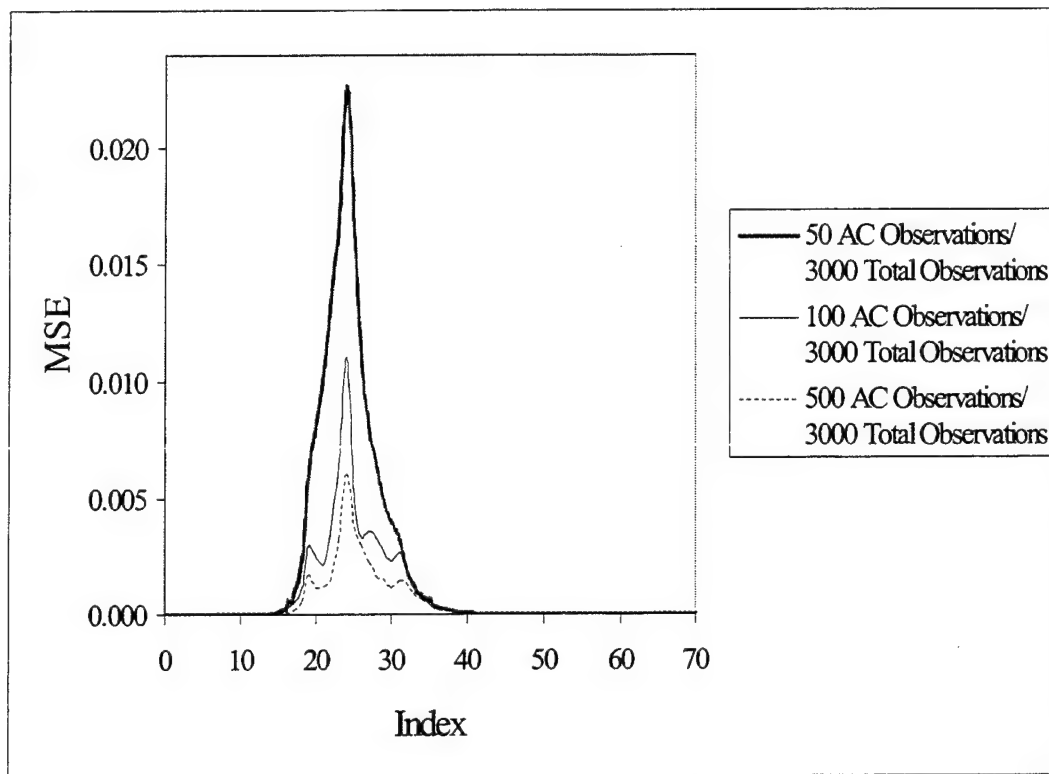 0.020
0.015
0.010
0.005
0.000
MSE
0 10 20 30 40 50 60 70
Index
50 AC Observations/
3000 Total Observations
100 AC Observations/
3000 Total Observations
500 AC Observations/
3000 Total Observations